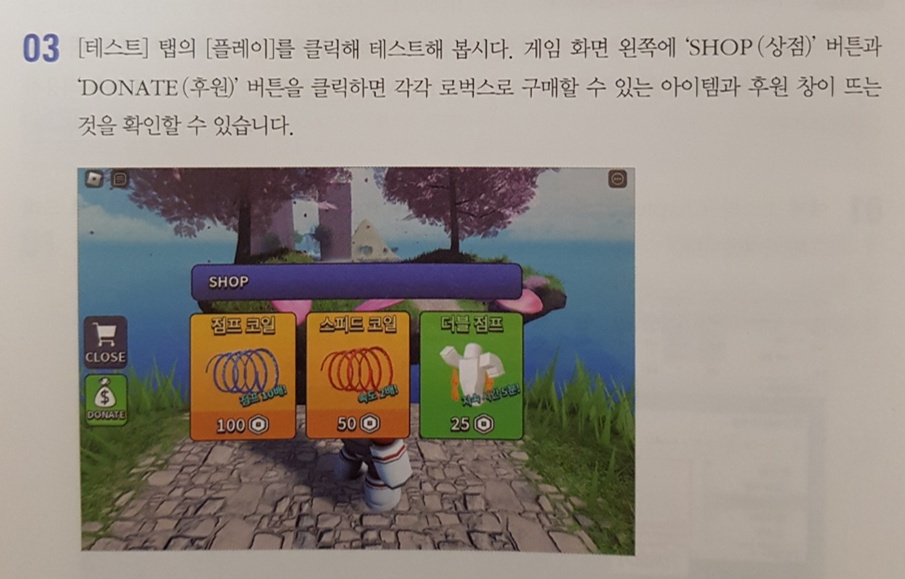 03 [테스트] 탭의 [플레이]를 클릭해 테스트해 봅시다. 게임 화면 왼쪽에 ‘SHOP(상점)’ 버튼과
‘DONATE(후원)’ 버튼을 클릭하면 각각 로벅스로 구매할 수 있는 아이템과 후원 창이 뜨는
것을 확인할 수 있습니다.
SHOP
점프 코일 스피드 코일 더블 점프
점프 10배! 속도 2배! 지속 시간 5분!
100 50 25
CLOSE
DONATE